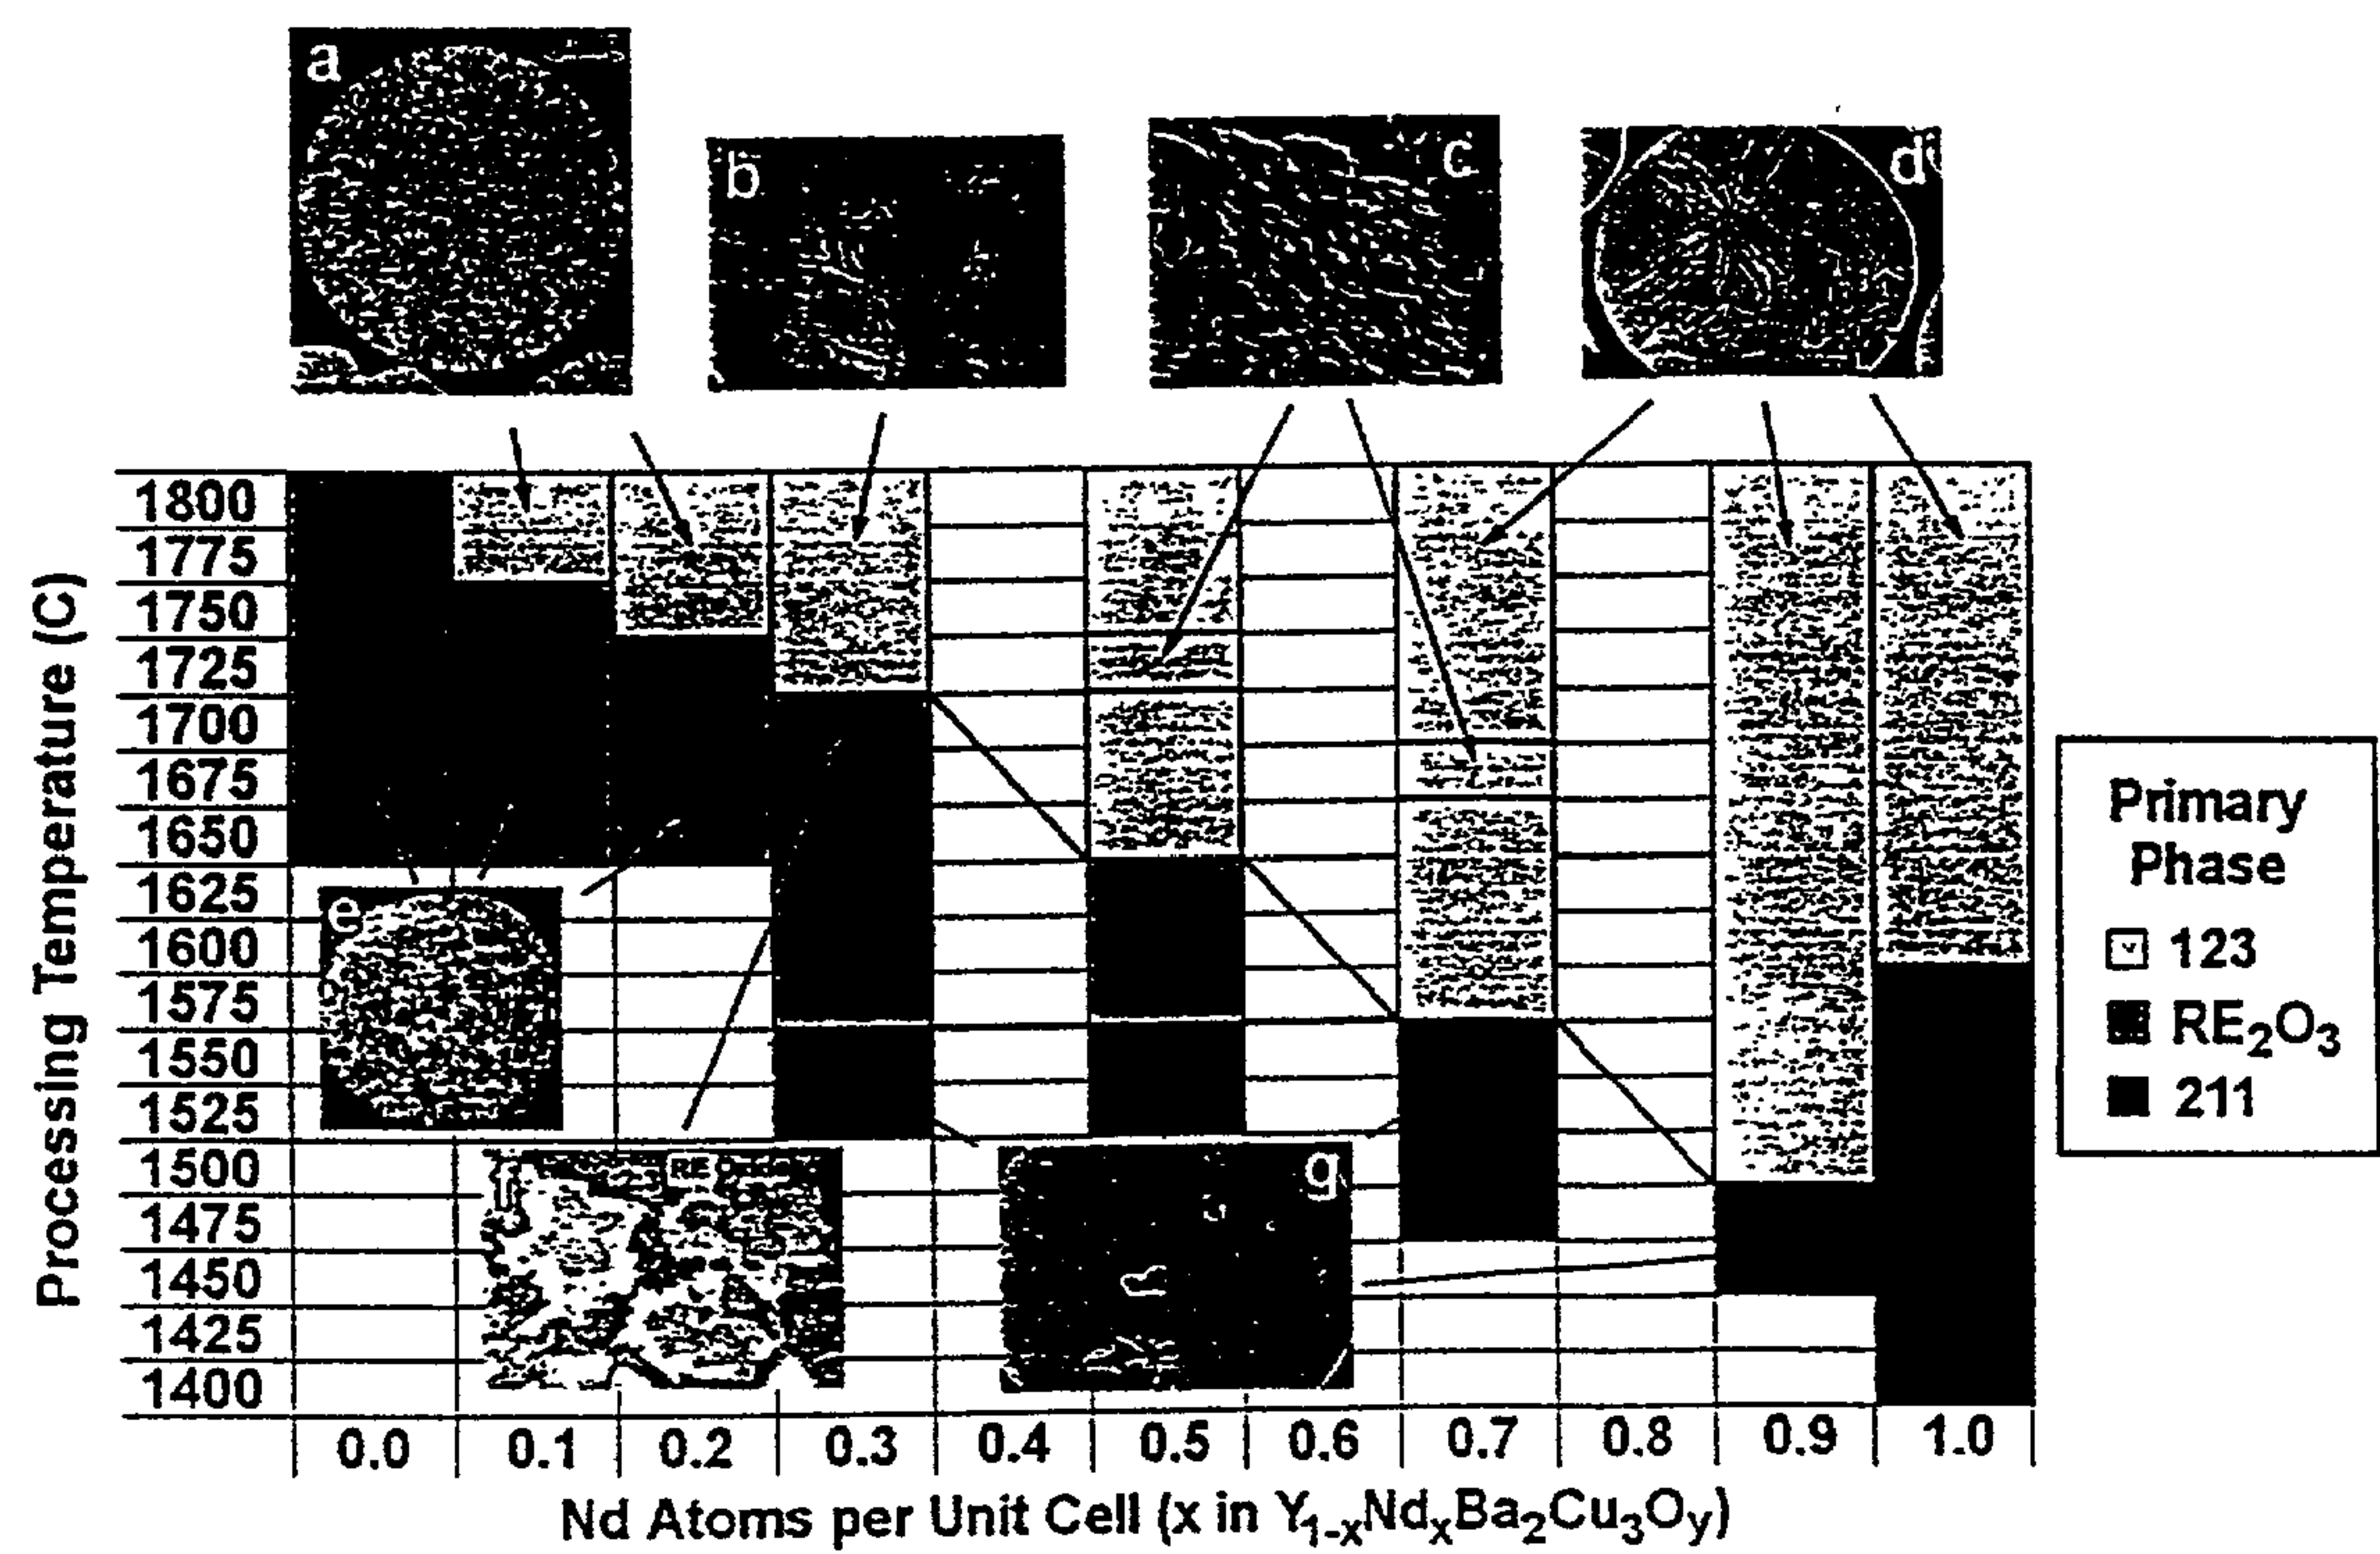 a
b
c
d
Processing Temperature (C)
1800
1775
1750
1725
1700
1675
1650
1625
1600
1575
1550
1525
1500
1475
1450
1425
1400
e
f
RE Oxide
g
Primary
Phase
123
RE₂O₃
211
0.0 0.1 0.2 0.3 0.4 0.5 0.6 0.7 0.8 0.9 1.0
Nd Atoms per Unit Cell (x in Y₁₋ₓNdₓBa₂Cu₃Oy)